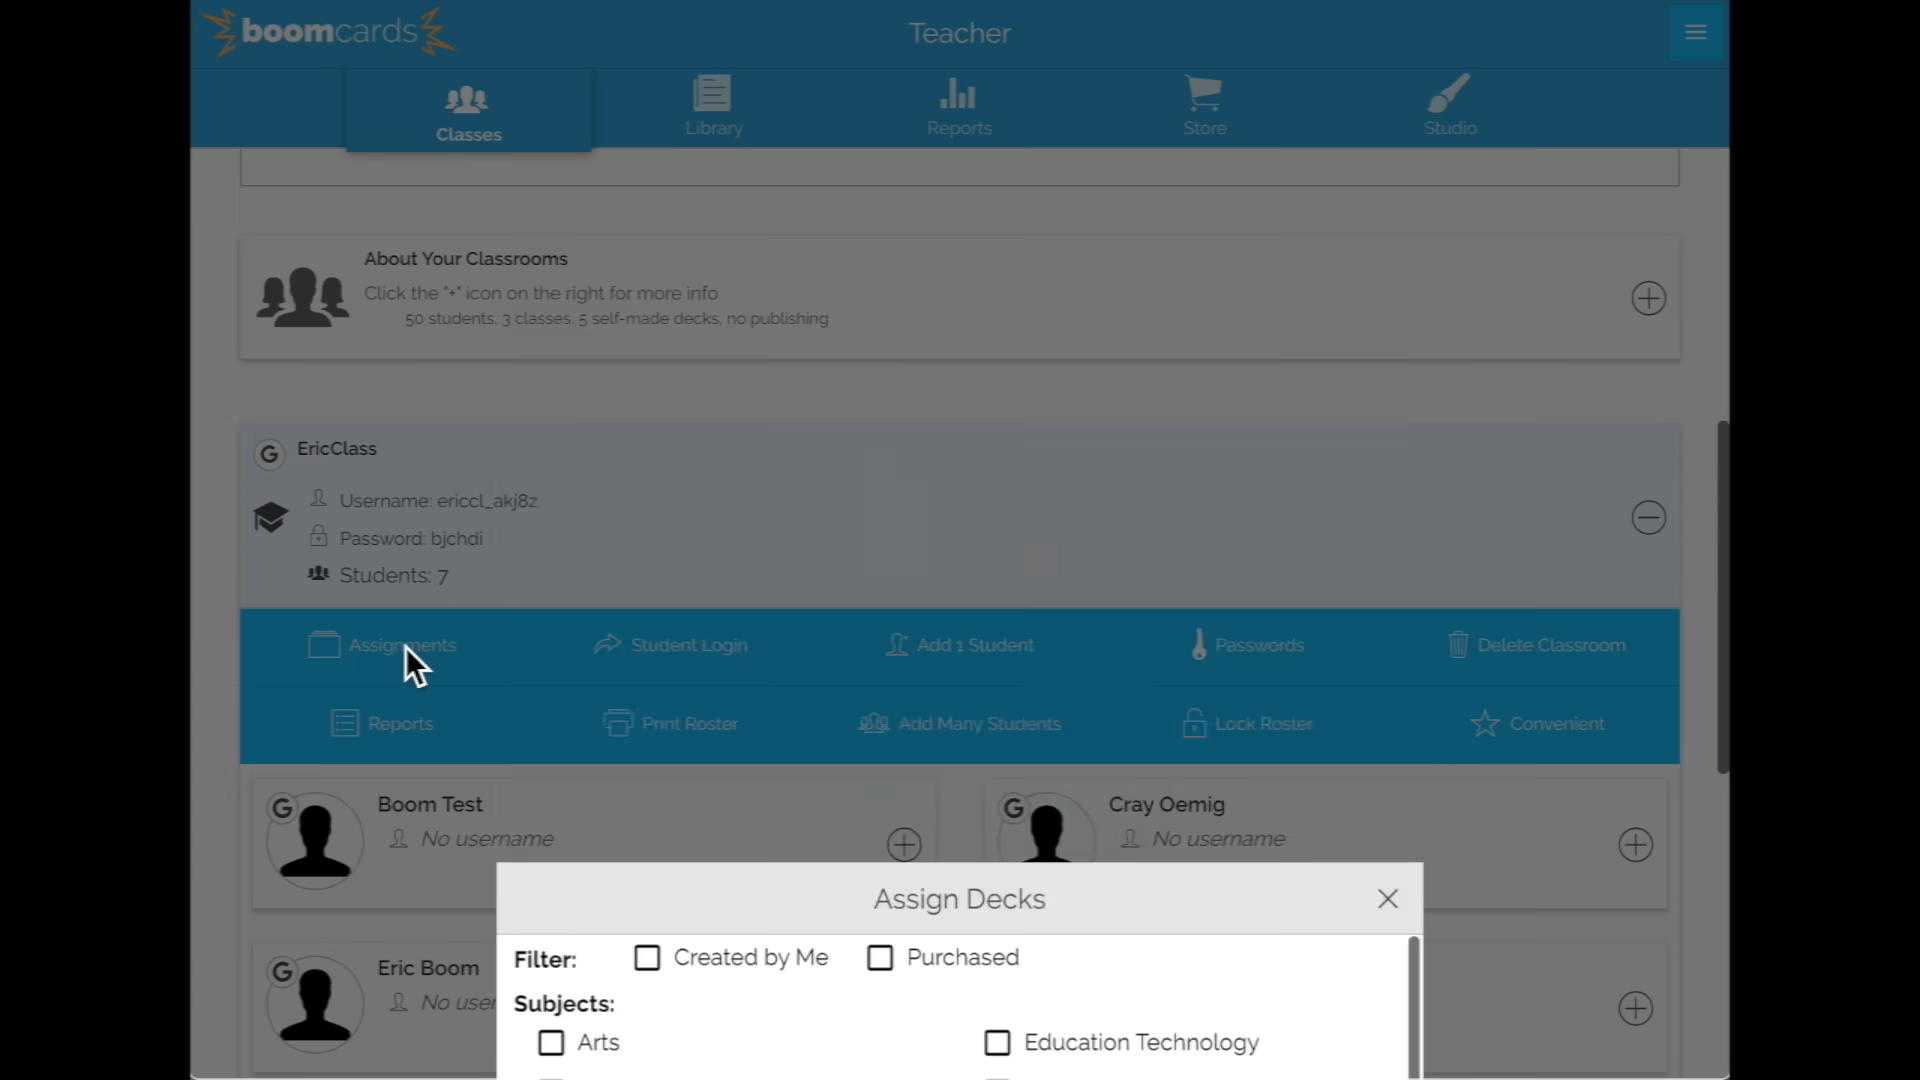 boomcards
Teacher
Classes
Library
Reports
Store
Studio
About Your Classrooms
Click the "+" icon on the right for more info
50 students, 3 classes. 5 self-made decks, no publishing
G EricClass
Username: ericcl_akj8z
Password: bjchdi
Students: 7
Assignments
Student Login
Add 1 Student
Passwords
Delete Classroom
Reports
Print Roster
Add Many Students
Lock Roster
Convenient
G Boom Test
No username
G Cray Oemig
No username
G Eric Boom
No user
Assign Decks
Filter: Created by Me Purchased
Subjects:
Arts
Education Technology